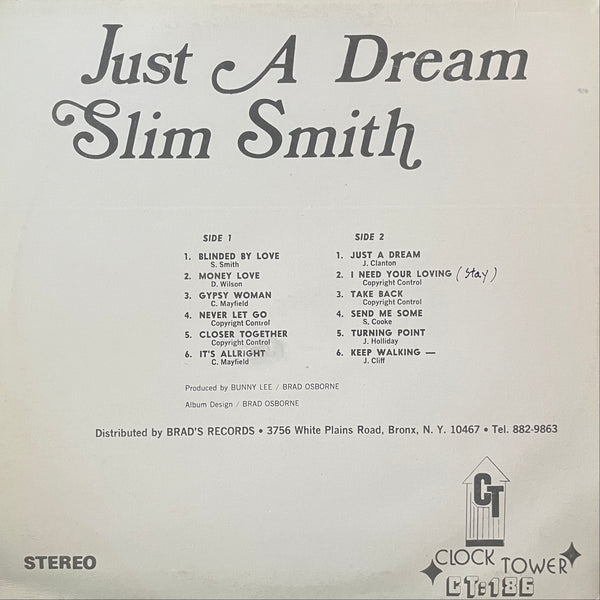 Just A Dream
Slim Smith
SIDE 1
1. BLINDED BY LOVE
S. Smith
2. MONEY LOVE
D. Wilson
3. GYPSY WOMAN
C. Mayfield
4. NEVER LET GO
Copyright Control
5. CLOSER TOGETHER
Copyright Control
6. IT'S ALLRIGHT
C. Mayfield
SIDE 2
1. JUST A DREAM
J. Clanton
2. I NEED YOUR LOVING (Stay)
Copyright Control
3. TAKE BACK
Copyright Control
4. SEND ME SOME
S. Cooke
5. TURNING POINT
J. Holliday
6. KEEP WALKING —
J. Cliff
Produced by BUNNY LEE / BRAD OSBORNE
Album Design / BRAD OSBORNE
Distributed by BRAD'S RECORDS • 3756 White Plains Road, Bronx, N. Y. 10467 • Tel. 882-9863
CT
STEREO
CLOCK TOWER
CT:186